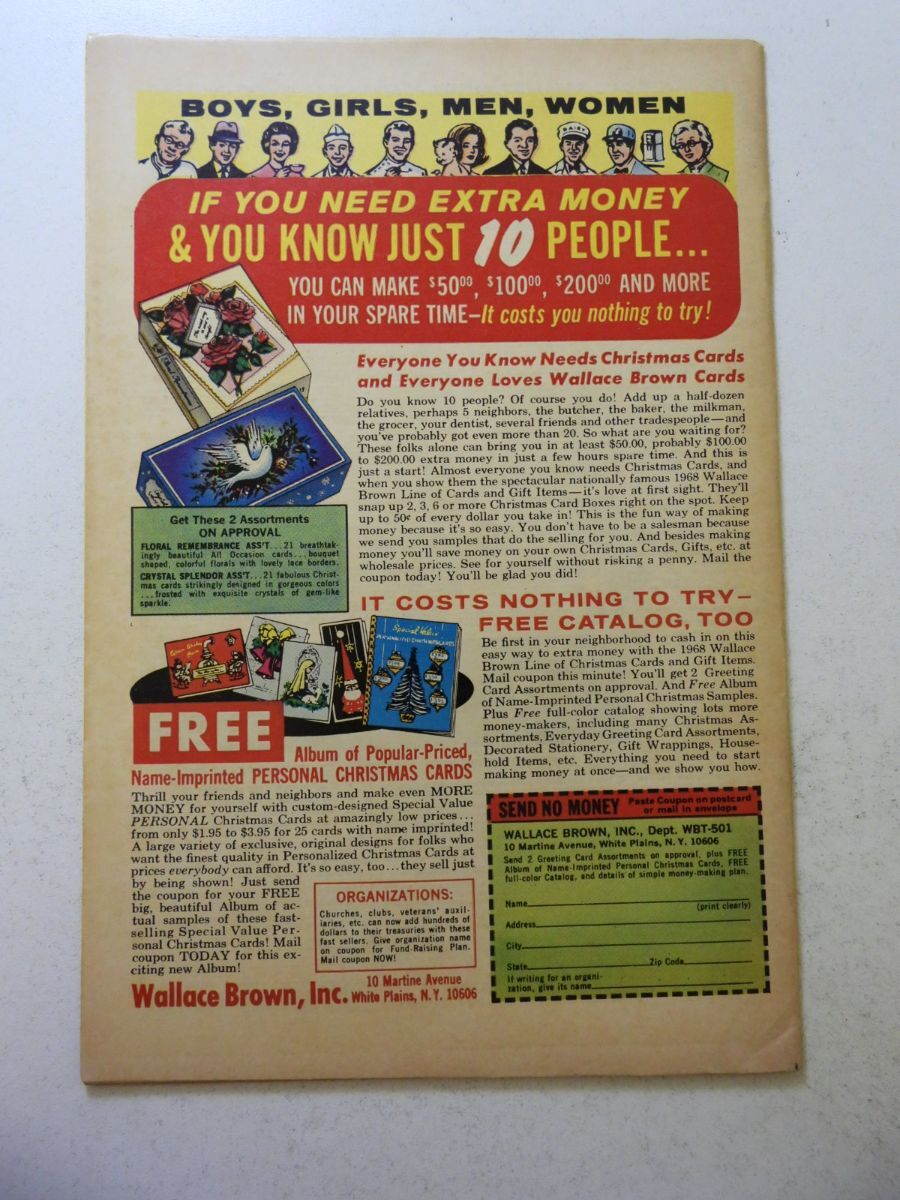 BOYS, GIRLS, MEN, WOMEN
DAIRY
IF YOU NEED EXTRA MONEY
& YOU KNOW JUST 10 PEOPLE...
YOU CAN MAKE $50⁰⁰, $100⁰⁰, $200⁰⁰ AND MORE
IN YOUR SPARE TIME—It costs you nothing to try!
Everyone You Know Needs Christmas Cards
and Everyone Loves Wallace Brown Cards
Do you know 10 people? Of course you do! Add up a half-dozen
relatives, perhaps 5 neighbors, the butcher, the baker, the milkman,
the grocer, your dentist, several friends and other tradespeople—and
you've probably got even more than 20. So what are you waiting for?
These folks alone can bring you in at least $50.00, probably $100.00
to $200.00 extra money in just a few hours spare time. And this is
just a start! Almost everyone you know needs Christmas Cards, and
when you show them the spectacular nationally famous 1968 Wallace
Brown Line of Cards and Gift Items—it's love at first sight. They'll
snap up 2, 3, 6 or more Christmas Card Boxes right on the spot. Keep
up to 50¢ of every dollar you take in! This is the fun way of making
money because it's so easy. You don't have to be a salesman because
we send you samples that do the selling for you. And besides making
money you'll save money on your own Christmas Cards, Gifts, etc. at
wholesale prices. See for yourself without risking a penny. Mail the
coupon today! You'll be glad you did!
Get These 2 Assortments
ON APPROVAL
FLORAL REMEMBRANCE ASS'T...21 breathtak-
ingly beautiful All Occasion cards...bouquet
shaped, colorful florals with lovely lace borders.
CRYSTAL SPLENDOR ASS'T...21 fabulous Christ-
mas cards strikingly designed in gorgeous colors
...frosted with exquisite crystals of gem-like
sparkle.
IT COSTS NOTHING TO TRY—
FREE CATALOG, TOO
Be first in your neighborhood to cash in on this
easy way to extra money with the 1968 Wallace
Brown Line of Christmas Cards and Gift Items.
Mail coupon this minute! You'll get 2 Greeting
Card Assortments on approval. And Free Album
of Name-Imprinted Personal Christmas Samples.
Plus Free full-color catalog showing lots more
money-makers, including many Christmas As-
sortments, Everyday Greeting Card Assortments,
Decorated Stationery, Gift Wrappings, House-
hold Items, etc. Everything you need to start
making money at once—and we show you how.
Special Value
PERSONALIZED CHRISTMAS CARDS
FREE
Album of Popular-Priced,
Name-Imprinted PERSONAL CHRISTMAS CARDS
Thrill your friends and neighbors and make even MORE
MONEY for yourself with custom-designed Special Value
PERSONAL Christmas Cards at amazingly low prices...
from only $1.95 to $3.95 for 25 cards with name imprinted!
A large variety of exclusive, original designs for folks who
want the finest quality in Personalized Christmas Cards at
prices everybody can afford. It's so easy, too...they sell just
by being shown! Just send
the coupon for your FREE
big, beautiful Album of ac-
tual samples of these fast-
selling Special Value Per-
sonal Christmas Cards! Mail
coupon TODAY for this ex-
citing new Album!
ORGANIZATIONS:
Churches, clubs, veterans' auxil-
iaries, etc. can now add hundreds of
dollars to their treasuries with these
fast sellers. Give organization name
on coupon for Fund-Raising Plan.
Mail coupon NOW!
Wallace Brown, Inc. 10 Martine Avenue
White Plains, N. Y. 10606
SEND NO MONEY Paste Coupon on postcard
or mail in envelope
WALLACE BROWN, INC., Dept. WBT-501
10 Martine Avenue, White Plains, N. Y. 10606
Send 2 Greeting Card Assortments on approval, plus FREE
Album of Name-Imprinted Personal Christmas Cards, FREE
full-color Catalog, and details of simple money-making plan.
Name
(print clearly)
Address
City
State Zip Code
If writing for an organi-
zation, give its name